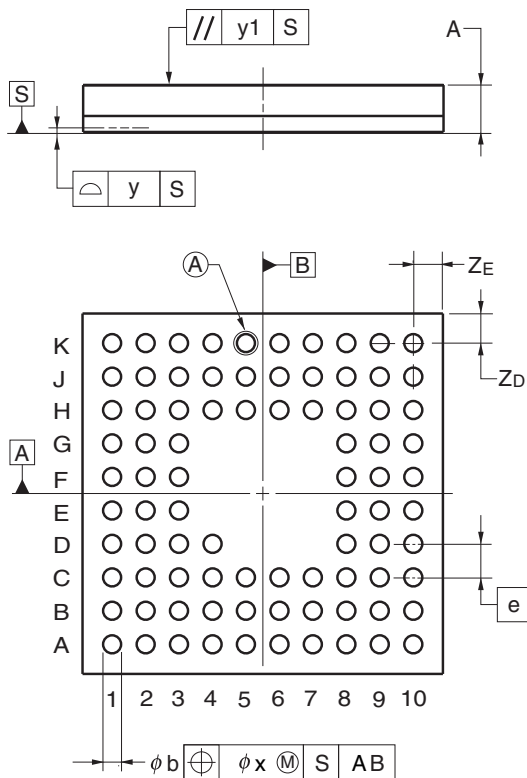 // y1 S
A
S
⌓ y S
A
B
ZE
ZD
K
J
H
G
A
F
E
D
C
e
B
A
1 2 3 4 5 6 7 8 9 10
ϕb ⌖ ϕx Ⓜ S AB